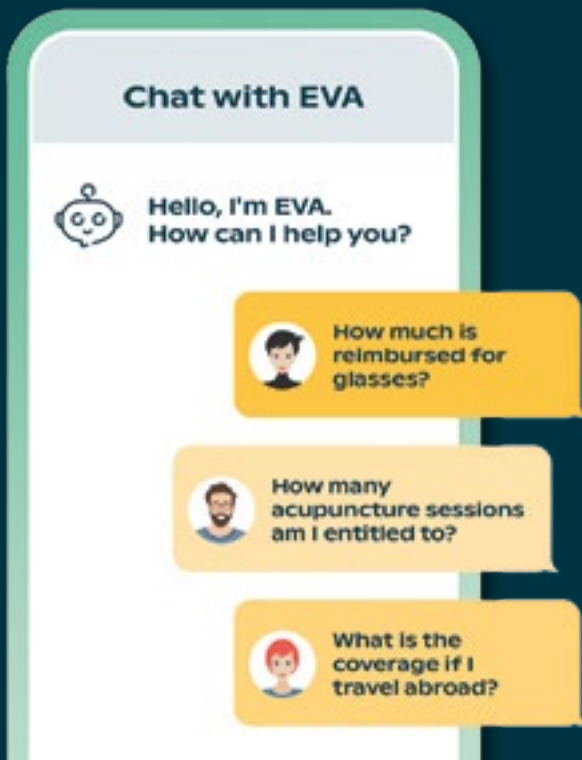 Chat with EVA
Hello, I'm EVA.
How can I help you?
How much is
reimbursed for
glasses?
How many
acupuncture sessions
am I entitled to?
What is the
coverage if I
travel abroad?